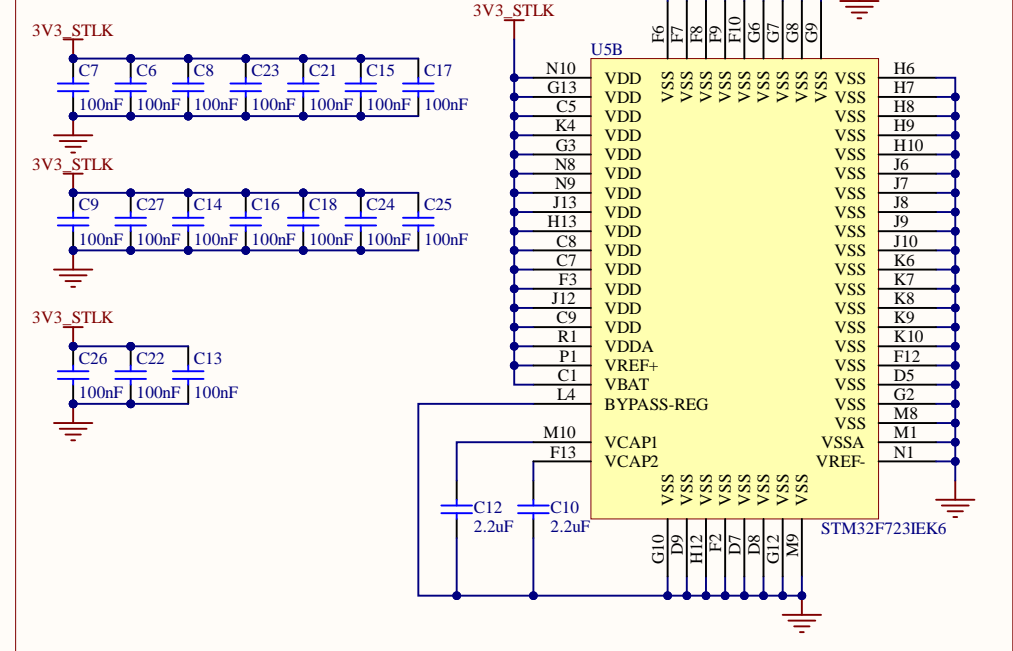 3V3_STLK
C7 C6 C8 C23 C21 C15 C17
100nF 100nF 100nF 100nF 100nF 100nF 100nF
3V3_STLK
C9 C27 C14 C16 C18 C24 C25
100nF 100nF 100nF 100nF 100nF 100nF 100nF
3V3_STLK
C26 C22 C13
100nF 100nF 100nF
3V3_STLK
F6 F7 F8 F9 F10 G6 G7 G8 G9
U5B
VSS VSS VSS VSS VSS VSS VSS VSS VSS
N10 VDD VSS H6
G13 VDD VSS H7
C5 VDD VSS H8
K4 VDD VSS H9
G3 VDD VSS H10
N8 VDD VSS J6
N9 VDD VSS J7
J13 VDD VSS J8
H13 VDD VSS J9
C8 VDD VSS J10
C7 VDD VSS K6
F3 VDD VSS K7
J12 VDD VSS K8
C9 VDD VSS K9
R1 VDDA VSS K10
P1 VREF+ VSS F12
C1 VBAT VSS D5
L4 BYPASS-REG VSS G2
VSS M8
M10 VCAP1 VSSA M1
F13 VCAP2 VREF- N1
VSS VSS VSS VSS VSS VSS VSS VSS
C12 C10
2.2uF 2.2uF
STM32F723IEK6
G10 D9 H12 F2 D7 D8 G12 M9